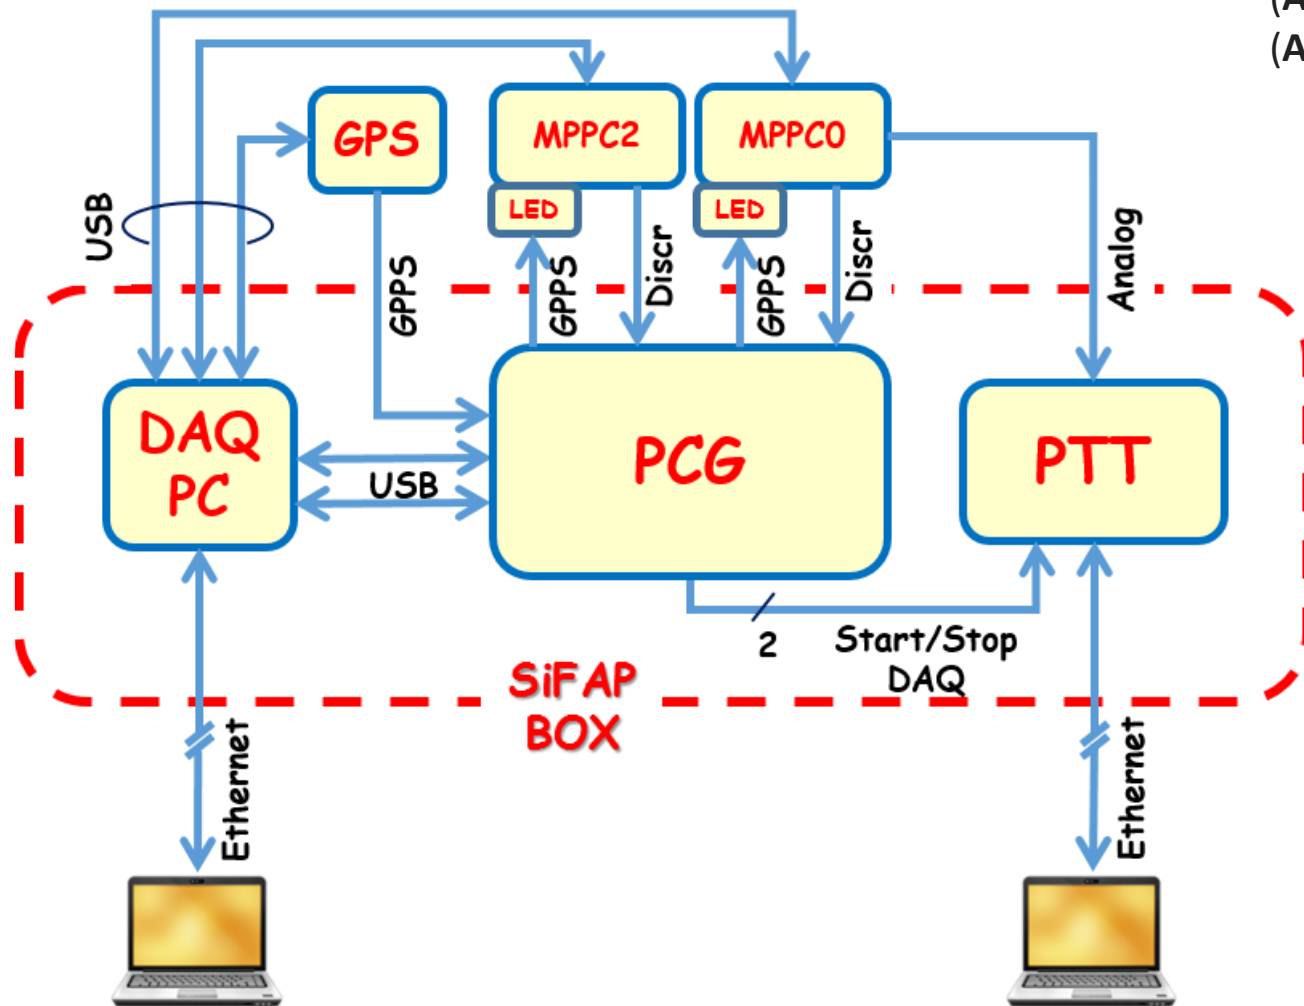 (A
(A
GPS
MPPC2
MPPC0
LED
LED
USB
GPPS
GPPS
Discr
GPPS
Discr
Analog
DAQ
PC
USB
PCG
PTT
2
Start/Stop
DAQ
SiFAP
BOX
Ethernet
Ethernet